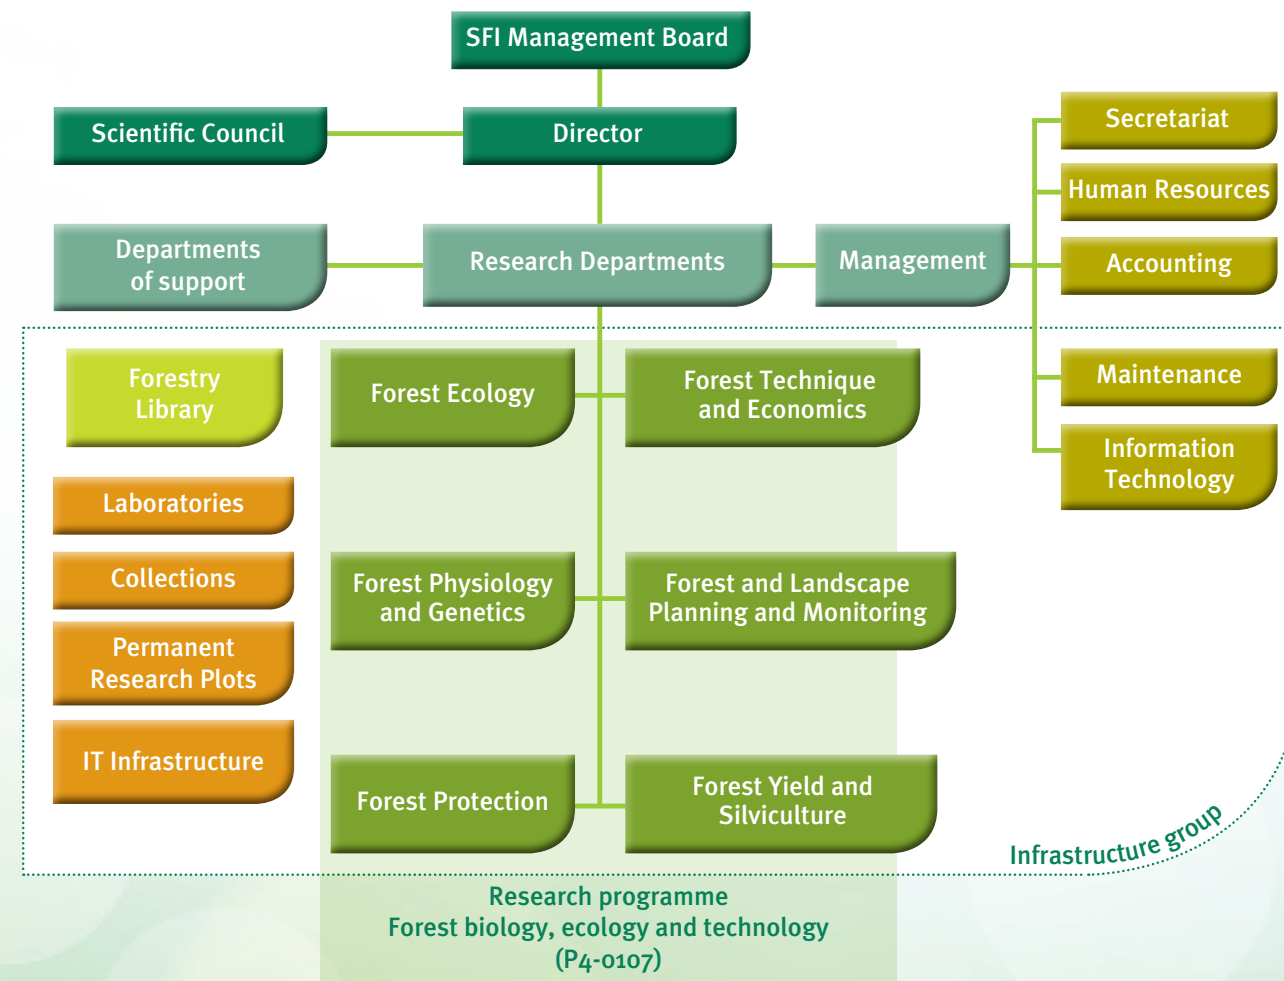 SFI Management Board
Scientific Council
Director
Secretariat
Human Resources
Departments
of support
Research Departments
Management
Accounting
Forestry
Library
Forest Ecology
Forest Technique
and Economics
Maintenance
Information
Technology
Laboratories
Collections
Forest Physiology
and Genetics
Forest and Landscape
Planning and Monitoring
Permanent
Research Plots
IT Infrastructure
Forest Protection
Forest Yield and
Silviculture
Infrastructure group
Research programme
Forest biology, ecology and technology
(P4-0107)